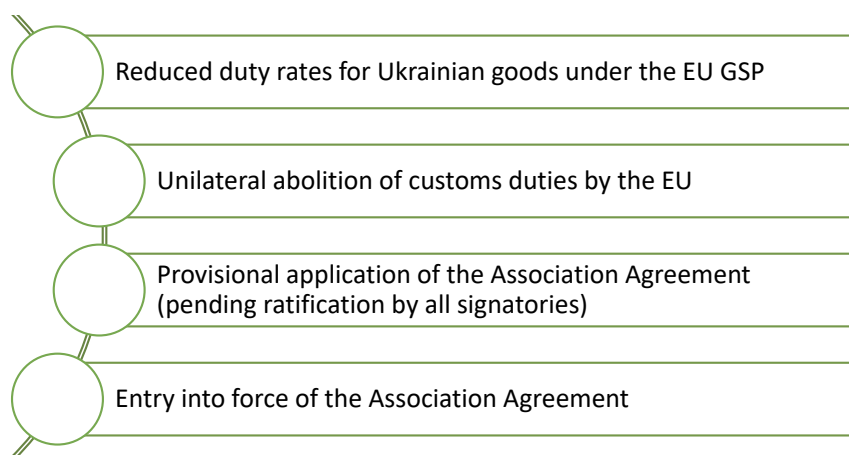 Reduced duty rates for Ukrainian goods under the EU GSP
Unilateral abolition of customs duties by the EU
Provisional application of the Association Agreement
(pending ratification by all signatories)
Entry into force of the Association Agreement